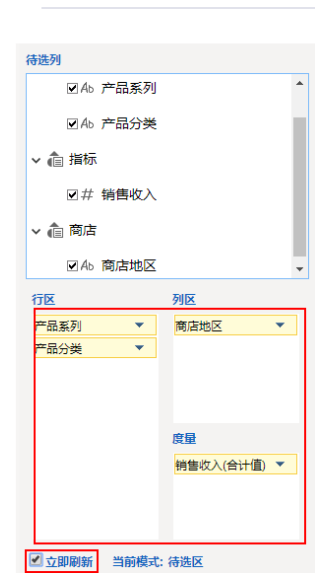 待选列
Ab 产品系列
Ab 产品分类
指标
# 销售收入
商店
Ab 商店地区
行区 列区
产品系列 商店地区
产品分类
度量
销售收入(合计值)
立即刷新 当前模式: 待选区